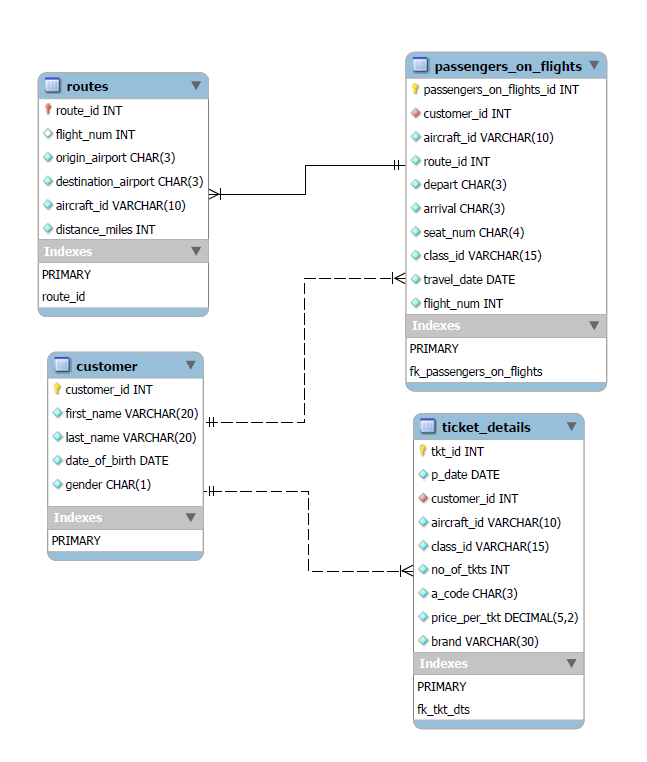 routes
route_id INT
flight_num INT
origin_airport CHAR(3)
destination_airport CHAR(3)
aircraft_id VARCHAR(10)
distance_miles INT
Indexes
PRIMARY
route_id
passengers_on_flights
passengers_on_flights_id INT
customer_id INT
aircraft_id VARCHAR(10)
route_id INT
depart CHAR(3)
arrival CHAR(3)
seat_num CHAR(4)
class_id VARCHAR(15)
travel_date DATE
flight_num INT
Indexes
PRIMARY
fk_passengers_on_flights
customer
customer_id INT
first_name VARCHAR(20)
last_name VARCHAR(20)
date_of_birth DATE
gender CHAR(1)
Indexes
PRIMARY
ticket_details
tkt_id INT
p_date DATE
customer_id INT
aircraft_id VARCHAR(10)
class_id VARCHAR(15)
no_of_tkts INT
a_code CHAR(3)
price_per_tkt DECIMAL(5,2)
brand VARCHAR(30)
Indexes
PRIMARY
fk_tkt_dts